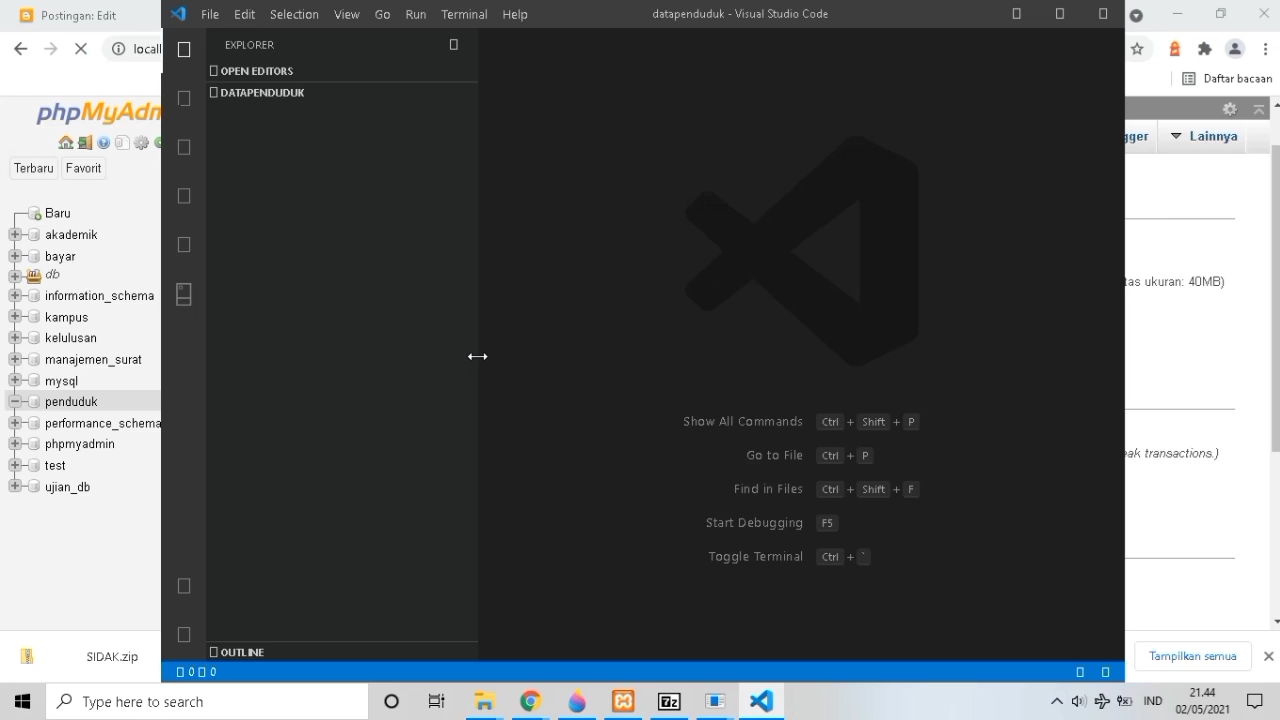 Postingan: Edit
File Edit Selection View Go Run Terminal Help
datapenduduk - Visual Studio Code
locall
Daftar bacaan
EXPLORER
OPEN EDITORS
DATAPENDUDUK
phpMyAdm
Terbaru Favorit
gger Lainnya
Baru
akademik
bayar
db
information_schema
kampus
kelulusan
manajemen_surat
mysql
penduduk
performance_schema
phpmyadmin
test
ujian_db
tas ukuran: 40MB)
eak transactions.)
Show All Commands Ctrl + Shift + P
Go to File Ctrl + P
Find in Files Ctrl + Shift + F
Start Debugging F5
Toggle Terminal Ctrl + `
OUTLINE
0 0
SIDAK.zip
Tampilkan semua
Type here to search
7z
IND
21.44
02/05/2021